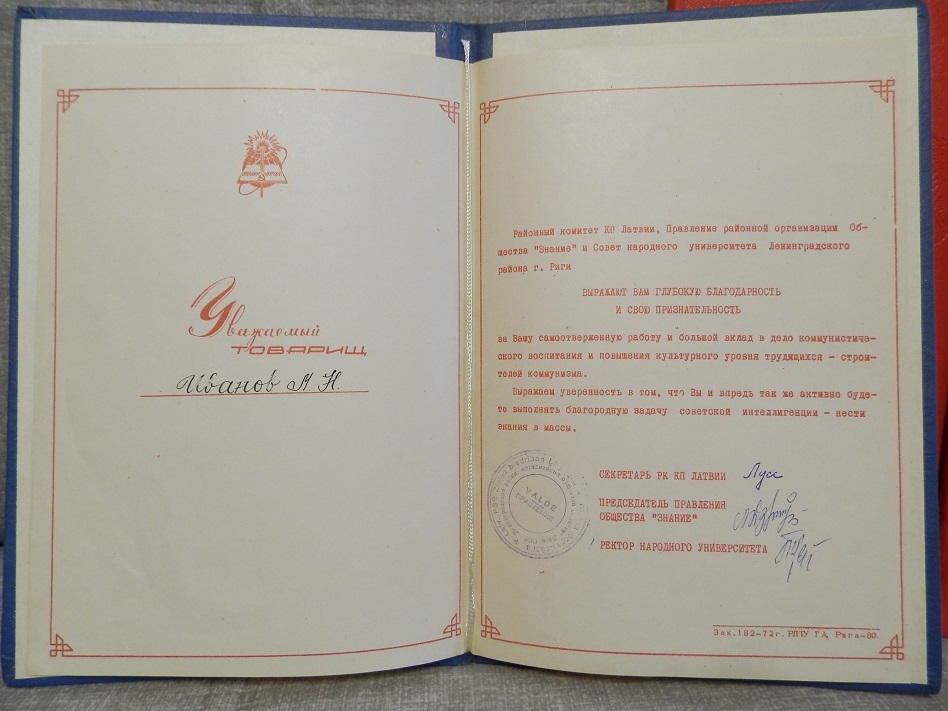 Уважаемый
ТОВАРИЩ
Иванов
Районный комитет КП Латвии, Правление районной организации Об-
щества "Знание" и Совет народного университета Ленинградского
района г. Риги
ВЫРАЖАЮТ ВАМ ГЛУБОКУЮ БЛАГОДАРНОСТЬ
И СВОЮ ПРИЗНАТЕЛЬНОСТЬ
за Вашу самоотверженную работу и большой вклад в дело коммунистиче-
ского воспитания и повышения культурного уровня трудящихся - строи-
телей коммунизма.
Выражаем уверенность в том, что Вы и впредь так же активно буде-
те выполнять благородную задачу советской интеллигенции - нести
знания в массы.
VALDE
ПРАВЛЕНИЕ
СЕКРЕТАРЬ РК КП ЛАТВИИ Лусс
ПРЕДСЕДАТЕЛЬ ПРАВЛЕНИЯ
ОБЩЕСТВА "ЗНАНИЕ"
РЕКТОР НАРОДНОГО УНИВЕРСИТЕТА
Зак.182-72г. РПТУ ГА, Рига-80.